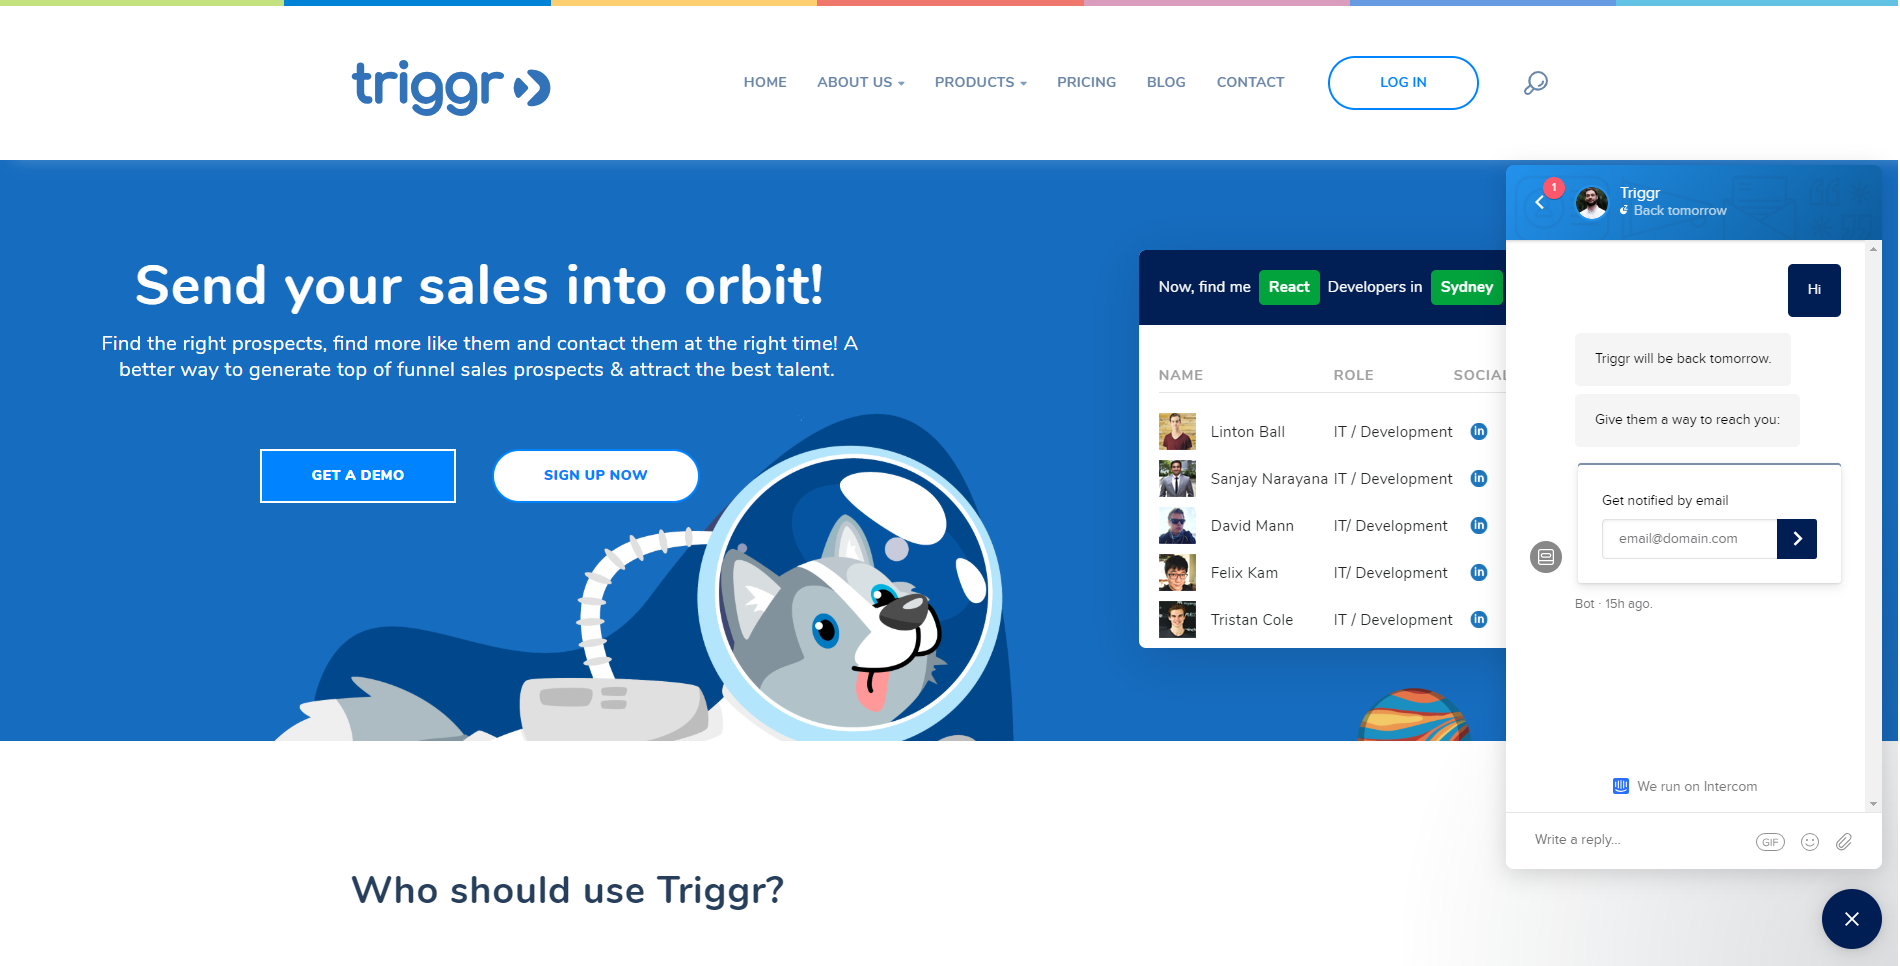 triggr
HOME ABOUT US PRODUCTS PRICING BLOG CONTACT LOG IN
Send your sales into orbit!
Find the right prospects, find more like them and contact them at the right time! A
better way to generate top of funnel sales prospects & attract the best talent.
GET A DEMO SIGN UP NOW
Now, find me React Developers in Sydney
NAME ROLE SOCIAL
Linton Ball IT / Development in
Sanjay Narayana IT / Development in
David Mann IT/ Development in
Felix Kam IT/ Development in
Tristan Cole IT / Development in
1
Triggr
Back tomorrow
Hi
Triggr will be back tomorrow.
Give them a way to reach you:
Get notified by email
email@domain.com
Bot · 15h ago.
We run on Intercom
Write a reply...
GIF
Who should use Triggr?